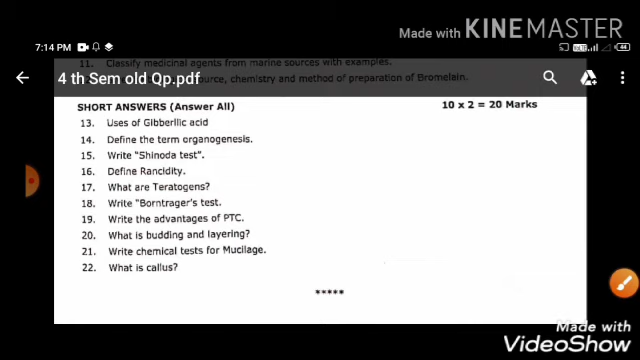 Made with KINEMASTER
7:14 PM
44
11. Classify medicinal agents from marine sources with examples.
4 th Sem old Qp.pdf
source, chemistry and method of preparation of Bromelain.
SHORT ANSWERS (Answer All) 10 x 2 = 20 Marks
13. Uses of Gibberllic acid
14. Define the term organogenesis.
15. Write "Shinoda test".
16. Define Rancidity.
17. What are Teratogens?
18. Write "Borntrager's test.
19. Write the advantages of PTC.
20. What is budding and layering?
21. Write chemical tests for Mucilage.
22. What is callus?
*****
Made with
VideoShow